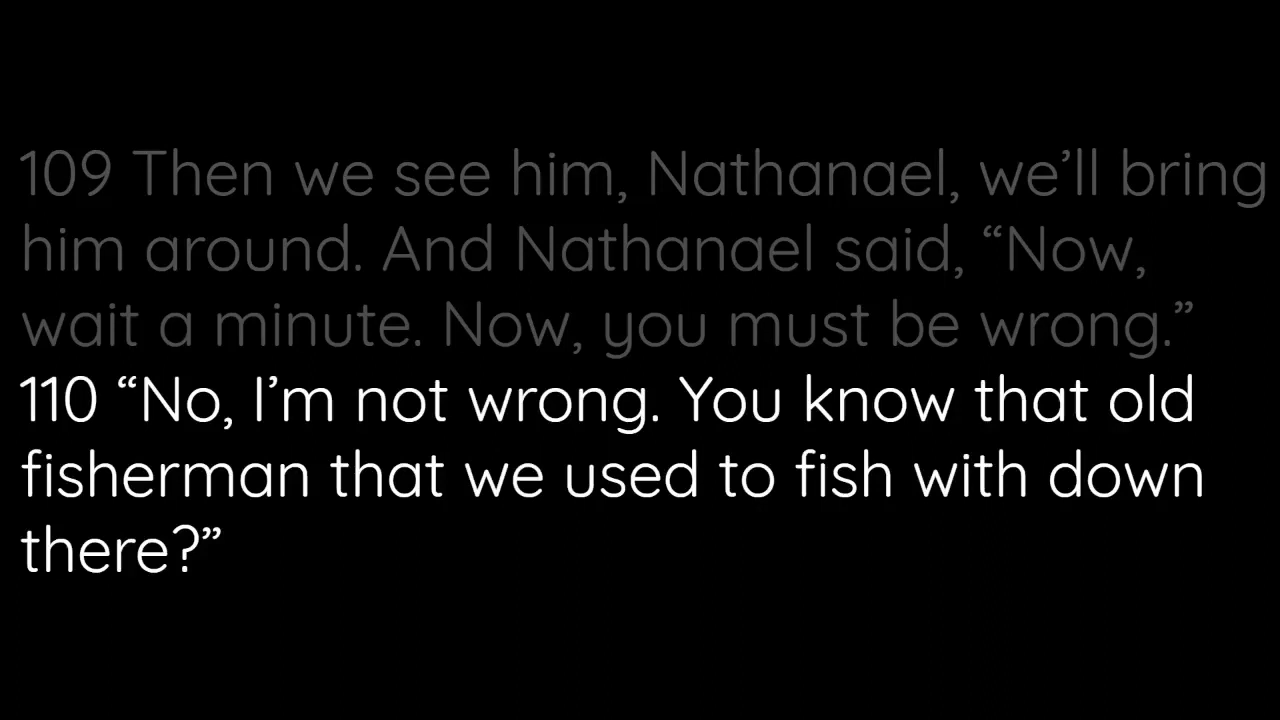 109 Then we see him, Nathanael, we’ll bring
him around. And Nathanael said, “Now,
wait a minute. Now, you must be wrong.”
110 “No, I’m not wrong. You know that old
fisherman that we used to fish with down
there?”